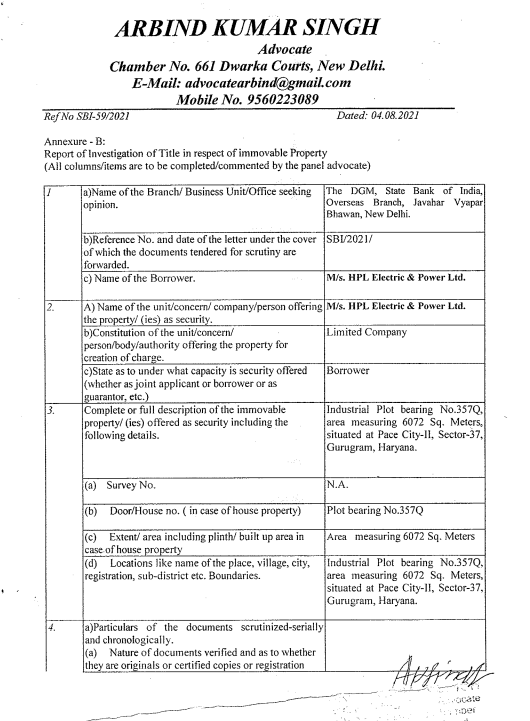 ARBIND KUMAR SINGH
Advocate
Chamber No. 661 Dwarka Courts, New Delhi.
E-Mail: advocatearbind@gmail.com
Mobile No. 9560223089
Ref No SBI-59/2021 Dated: 04.08.2021
Annexure - B:
Report of Investigation of Title in respect of immovable Property
(All columns/items are to be completed/commented by the panel advocate)
1 a)Name of the Branch/ Business Unit/Office seeking
opinion.
The DGM, State Bank of India,
Overseas Branch, Javahar Vyapar
Bhawan, New Delhi.
b)Reference No. and date of the letter under the cover
of which the documents tendered for scrutiny are
forwarded.
SBI/2021/
c) Name of the Borrower.
M/s. HPL Electric & Power Ltd.
2. A) Name of the unit/concern/ company/person offering
the property/ (ies) as security.
M/s. HPL Electric & Power Ltd.
b)Constitution of the unit/concern/
person/body/authority offering the property for
creation of charge.
Limited Company
c)State as to under what capacity is security offered
(whether as joint applicant or borrower or as
guarantor, etc.)
Borrower
3. Complete or full description of the immovable
property/ (ies) offered as security including the
following details.
Industrial Plot bearing No.357Q,
area measuring 6072 Sq. Meters,
situated at Pace City-II, Sector-37,
Gurugram, Haryana.
(a) Survey No.
N.A.
(b) Door/House no. ( in case of house property)
Plot bearing No.357Q
(c) Extent/ area including plinth/ built up area in
case of house property
Area measuring 6072 Sq. Meters
(d) Locations like name of the place, village, city,
registration, sub-district etc. Boundaries.
Industrial Plot bearing No.357Q,
area measuring 6072 Sq. Meters,
situated at Pace City-II, Sector-37,
Gurugram, Haryana.
4. a)Particulars of the documents scrutinized-serially
and chronologically.
(a) Nature of documents verified and as to whether
they are originals or certified copies or registration